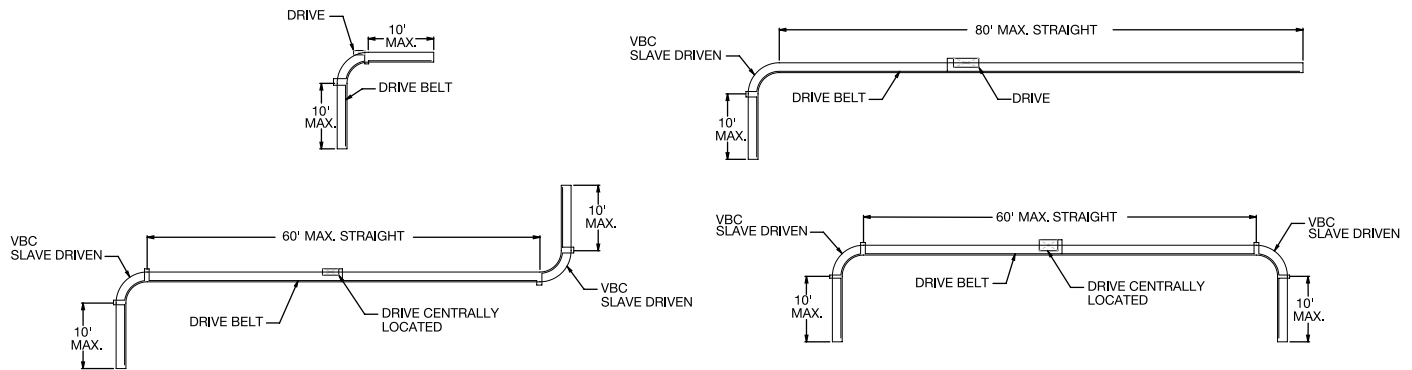 DRIVE
10'
MAX.
DRIVE BELT
10'
MAX.
VBC
SLAVE DRIVEN
80' MAX. STRAIGHT
DRIVE BELT
DRIVE
10'
MAX.
VBC
SLAVE DRIVEN
60' MAX. STRAIGHT
10'
MAX.
VBC
SLAVE DRIVEN
DRIVE BELT
DRIVE CENTRALLY
LOCATED
10'
MAX.
VBC
SLAVE DRIVEN
60' MAX. STRAIGHT
VBC
SLAVE DRIVEN
DRIVE BELT
DRIVE CENTRALLY
LOCATED
10'
MAX.
10'
MAX.